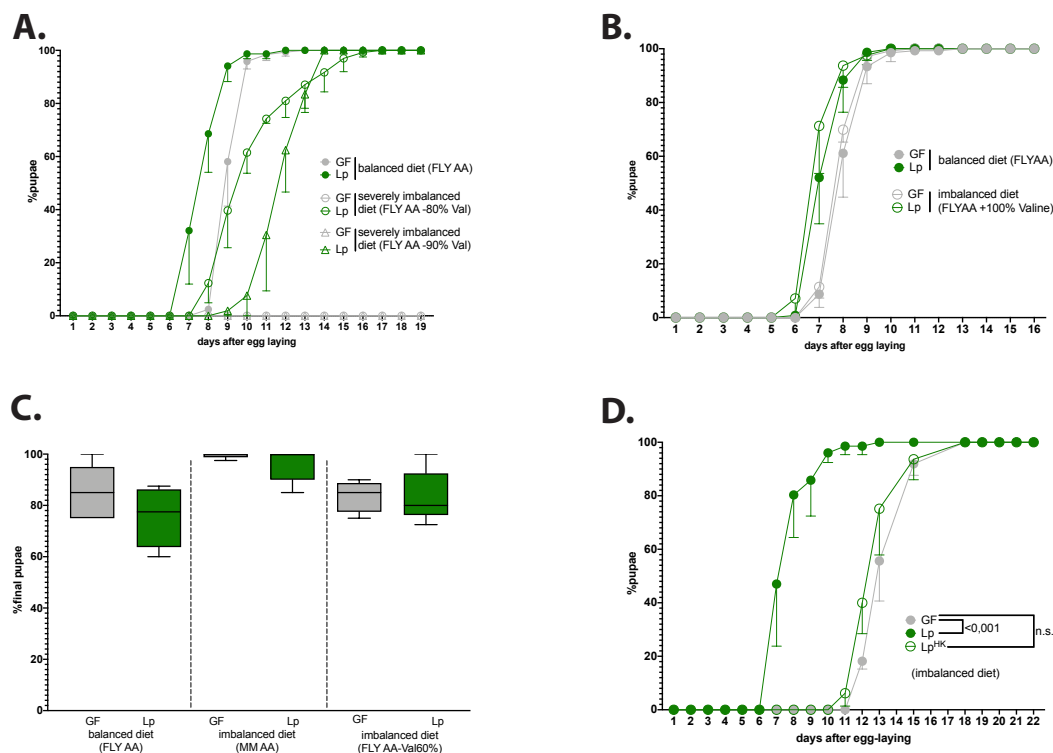 A.
100
80
60
40
20
0
%pupae
1 2 3 4 5 6 7 8 9 10 11 12 13 14 15 16 17 18 19
days after egg laying
GF
Lp
balanced diet (FLY AA)
GF
Lp
severely imbalanced
diet (FLY AA -80% Val)
GF
Lp
severely imbalanced
diet (FLY AA -90% Val)
B.
100
80
60
40
20
0
%pupae
1 2 3 4 5 6 7 8 9 10 11 12 13 14 15 16
days after egg laying
GF
Lp
balanced diet (FLYAA)
GF
Lp
imbalanced diet
(FLYAA +100% Valine)
C.
100
80
60
40
20
0
%final pupae
GF Lp GF Lp GF Lp
balanced diet
(FLY AA)
imbalanced diet
(MM AA)
imbalanced diet
(FLY AA-Val60%)
D.
100
80
60
40
20
0
%pupae
1 2 3 4 5 6 7 8 9 10 11 12 13 14 15 16 17 18 19 20 21 22
days after egg-laying
GF
Lp
Lp^HK
<0,001
n.s.
(imbalanced diet)